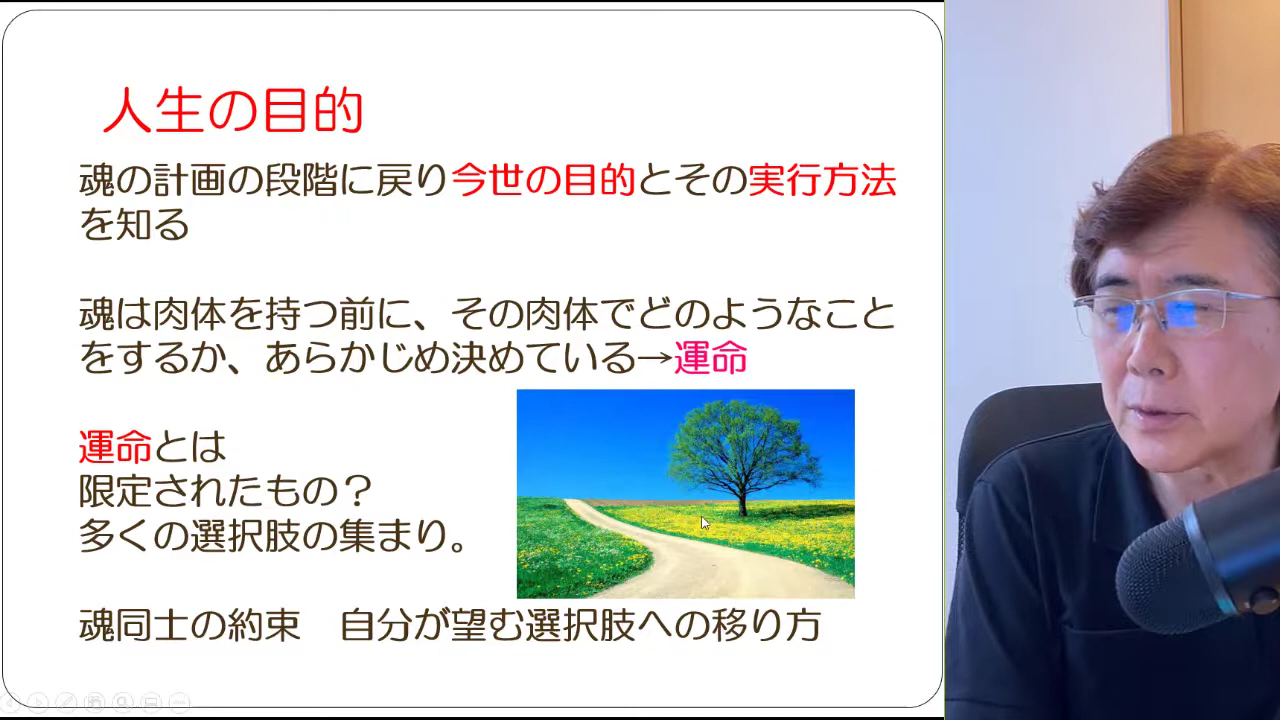 人生の目的
魂の計画の段階に戻り今世の目的とその実行方法
を知る
魂は肉体を持つ前に、その肉体でどのようなこと
をするか、あらかじめ決めている→運命
運命とは
限定されたもの？
多くの選択肢の集まり。
魂同士の約束　自分が望む選択肢への移り方